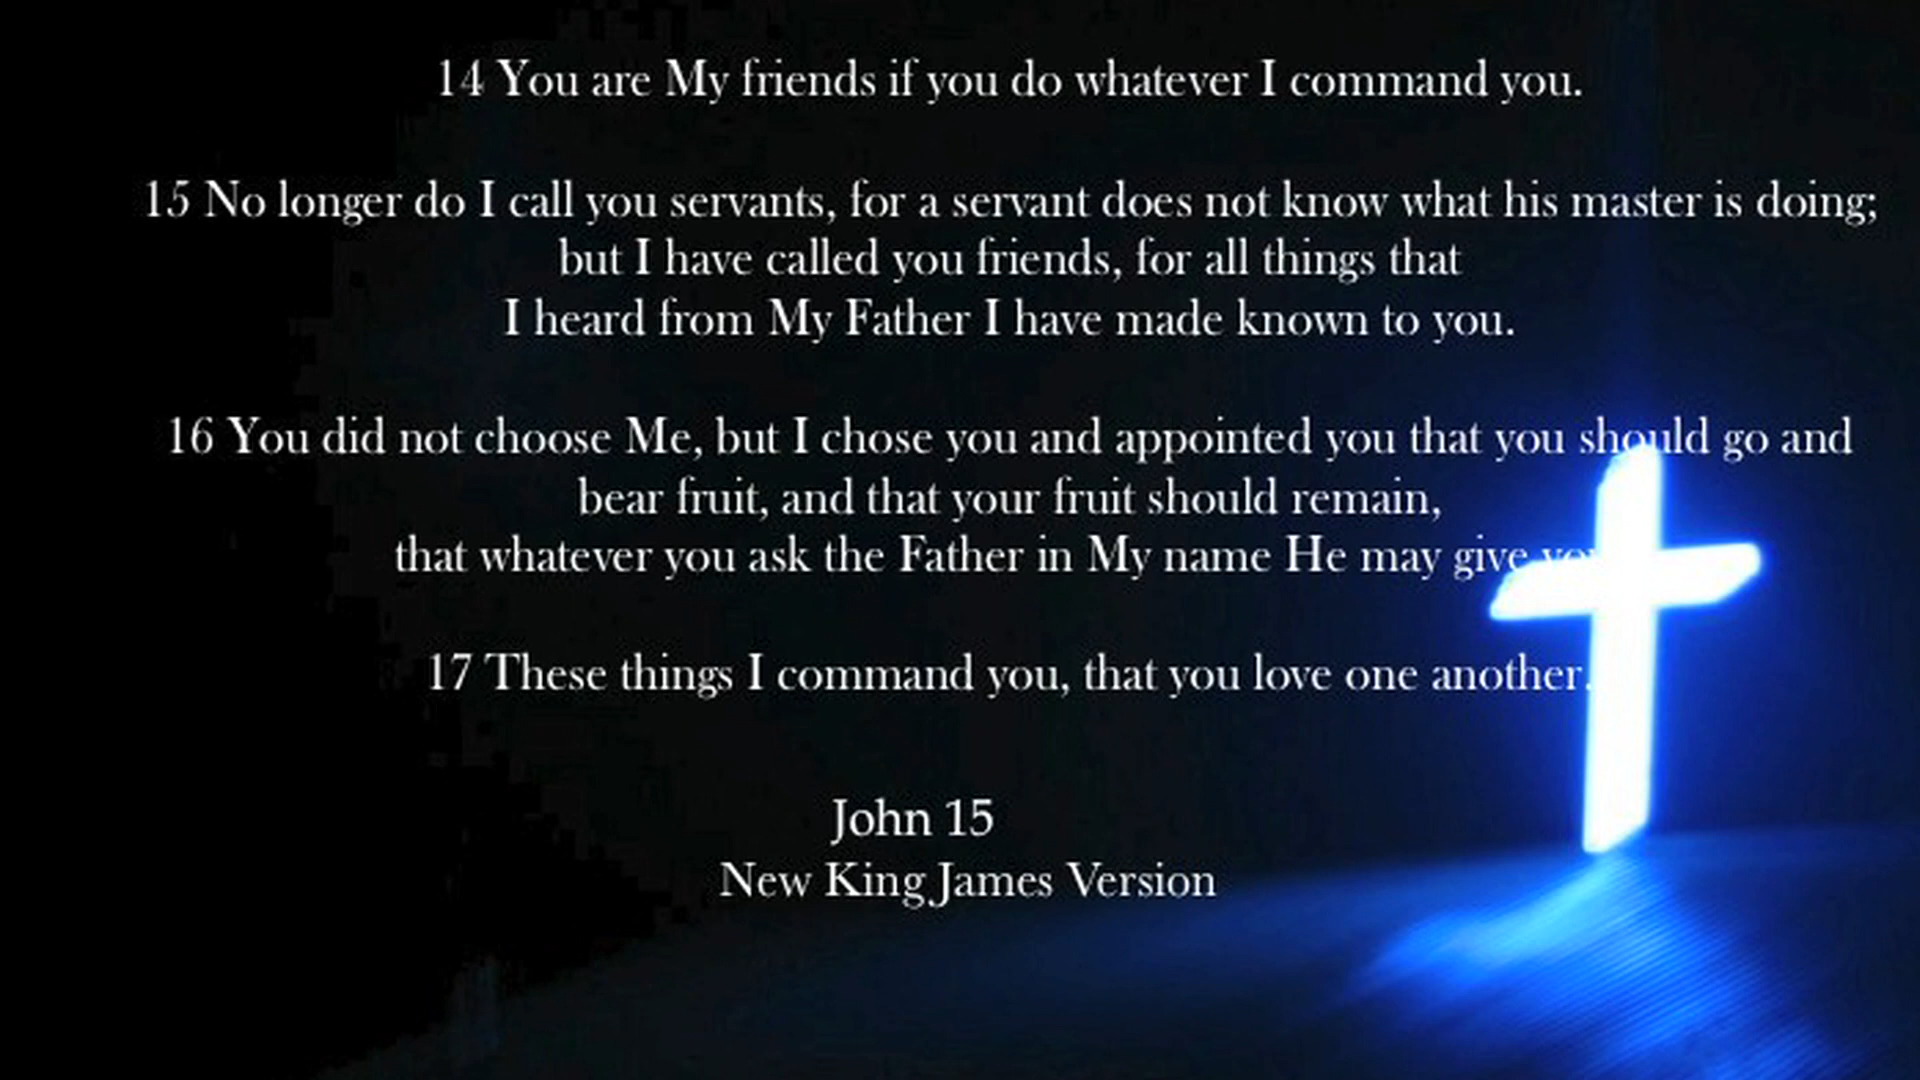 14 You are My friends if you do whatever I command you.
15 No longer do I call you servants, for a servant does not know what his master is doing;
but I have called you friends, for all things that
I heard from My Father I have made known to you.
16 You did not choose Me, but I chose you and appointed you that you should go and
bear fruit, and that your fruit should remain,
that whatever you ask the Father in My name He may give you
17 These things I command you, that you love one another.
John 15
New King James Version